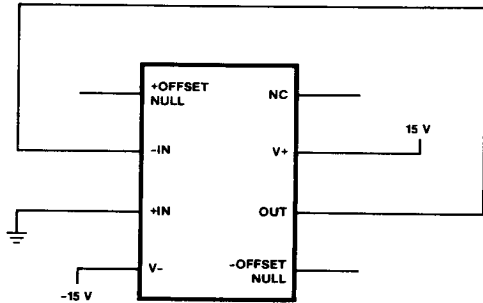 +OFFSET
NULL
NC
-IN
V+
15 V
+IN
OUT
V-
-15 V
-OFFSET
NULL